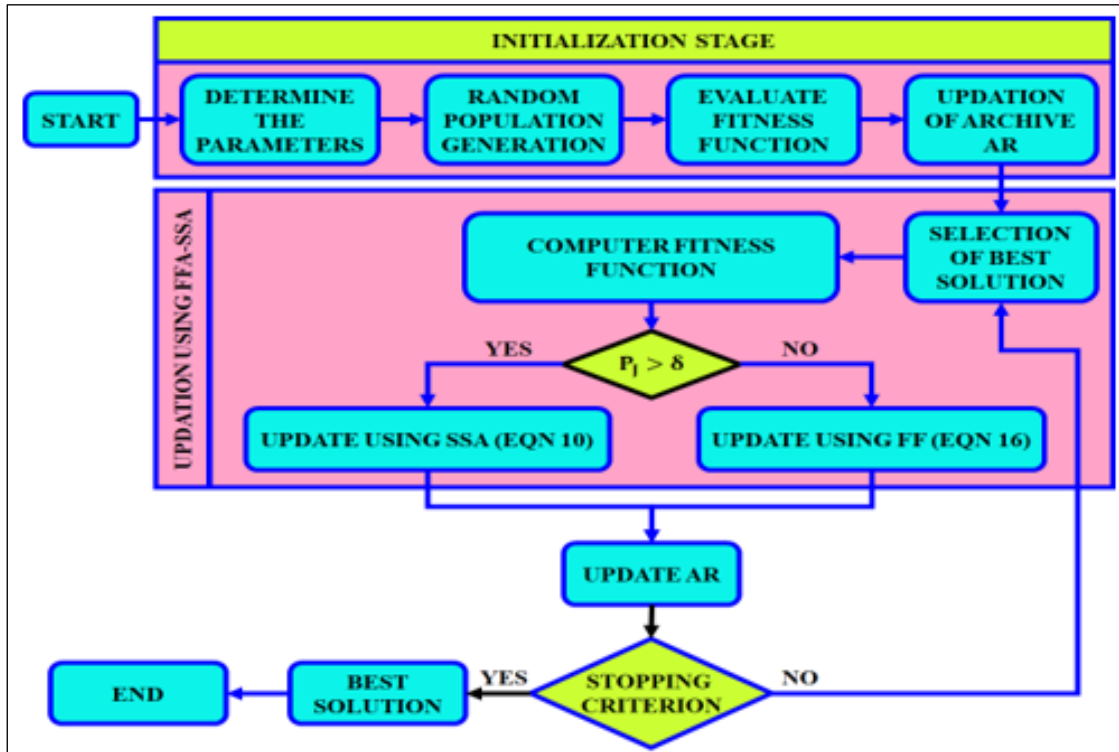 INITIALIZATION STAGE
START
DETERMINE
THE
PARAMETERS
RANDOM
POPULATION
GENERATION
EVALUATE
FITNESS
FUNCTION
UPDATION
OF ARCHIVE
AR
UPDATION USING FFA-SSA
SELECTION
OF BEST
SOLUTION
COMPUTER FITNESS
FUNCTION
YES
P_J > δ
NO
UPDATE USING SSA (EQN 10)
UPDATE USING FF (EQN 16)
UPDATE AR
STOPPING
CRITERION
NO
YES
BEST
SOLUTION
END